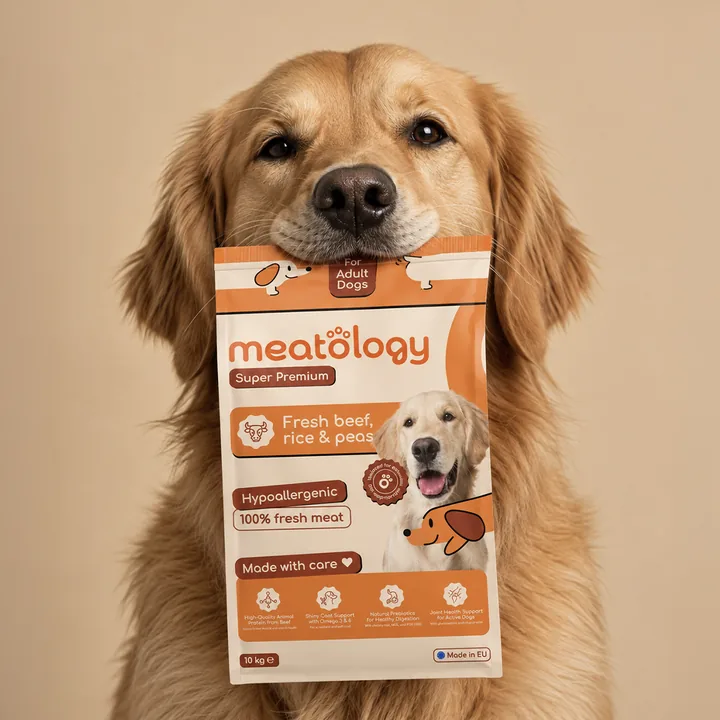 For
Adult
Dogs
meatology
Super Premium
Fresh beef,
rice & peas
Hypoallergenic
100% fresh meat
Made with care
High-Quality Animal
Protein from Beef
Shiny Coat Support
with Omega 3 & 6
Natural Prebiotics
for Healthy Digestion
Joint Health Support
for Active Dogs
10 kg e
Made in EU